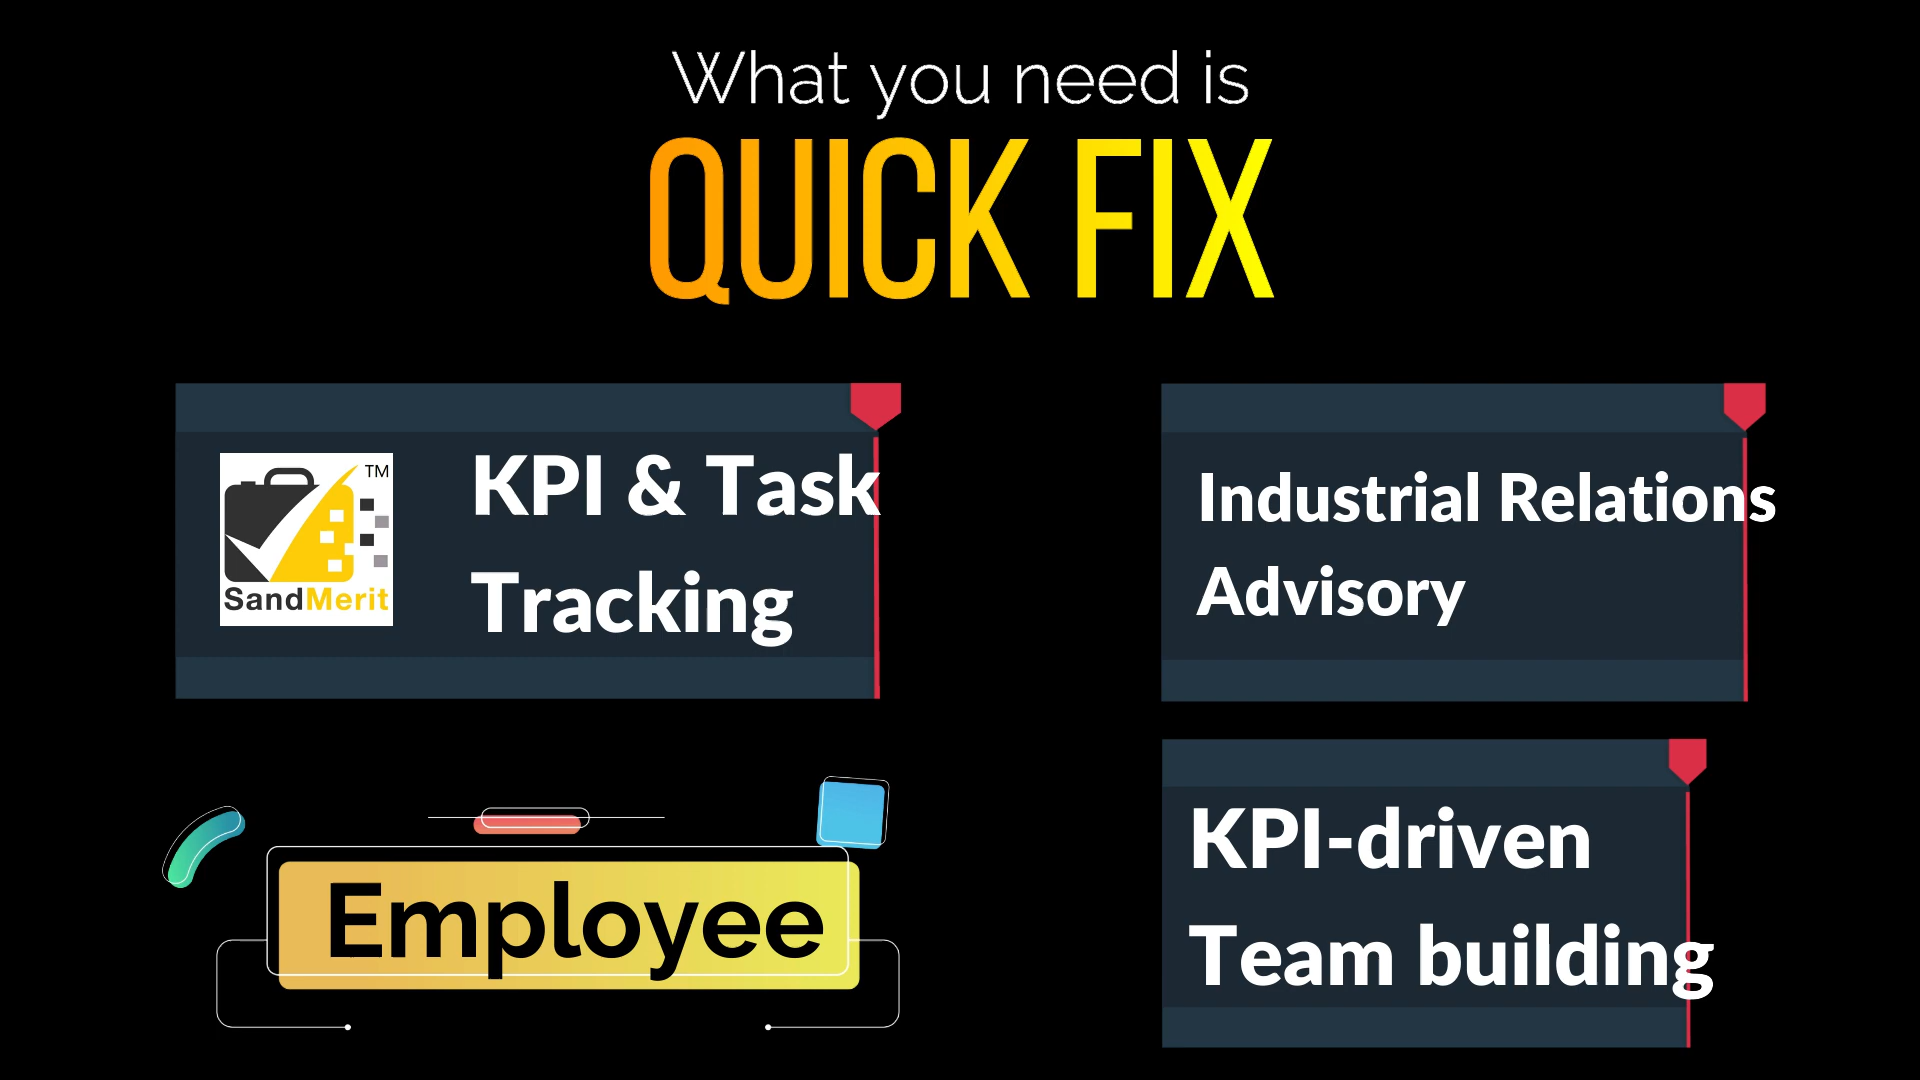 What you need is
QUICK FIX
TM
SandMerit
KPI & Task
Tracking
Industrial Relations
Advisory
Employee
KPI-driven
Team building